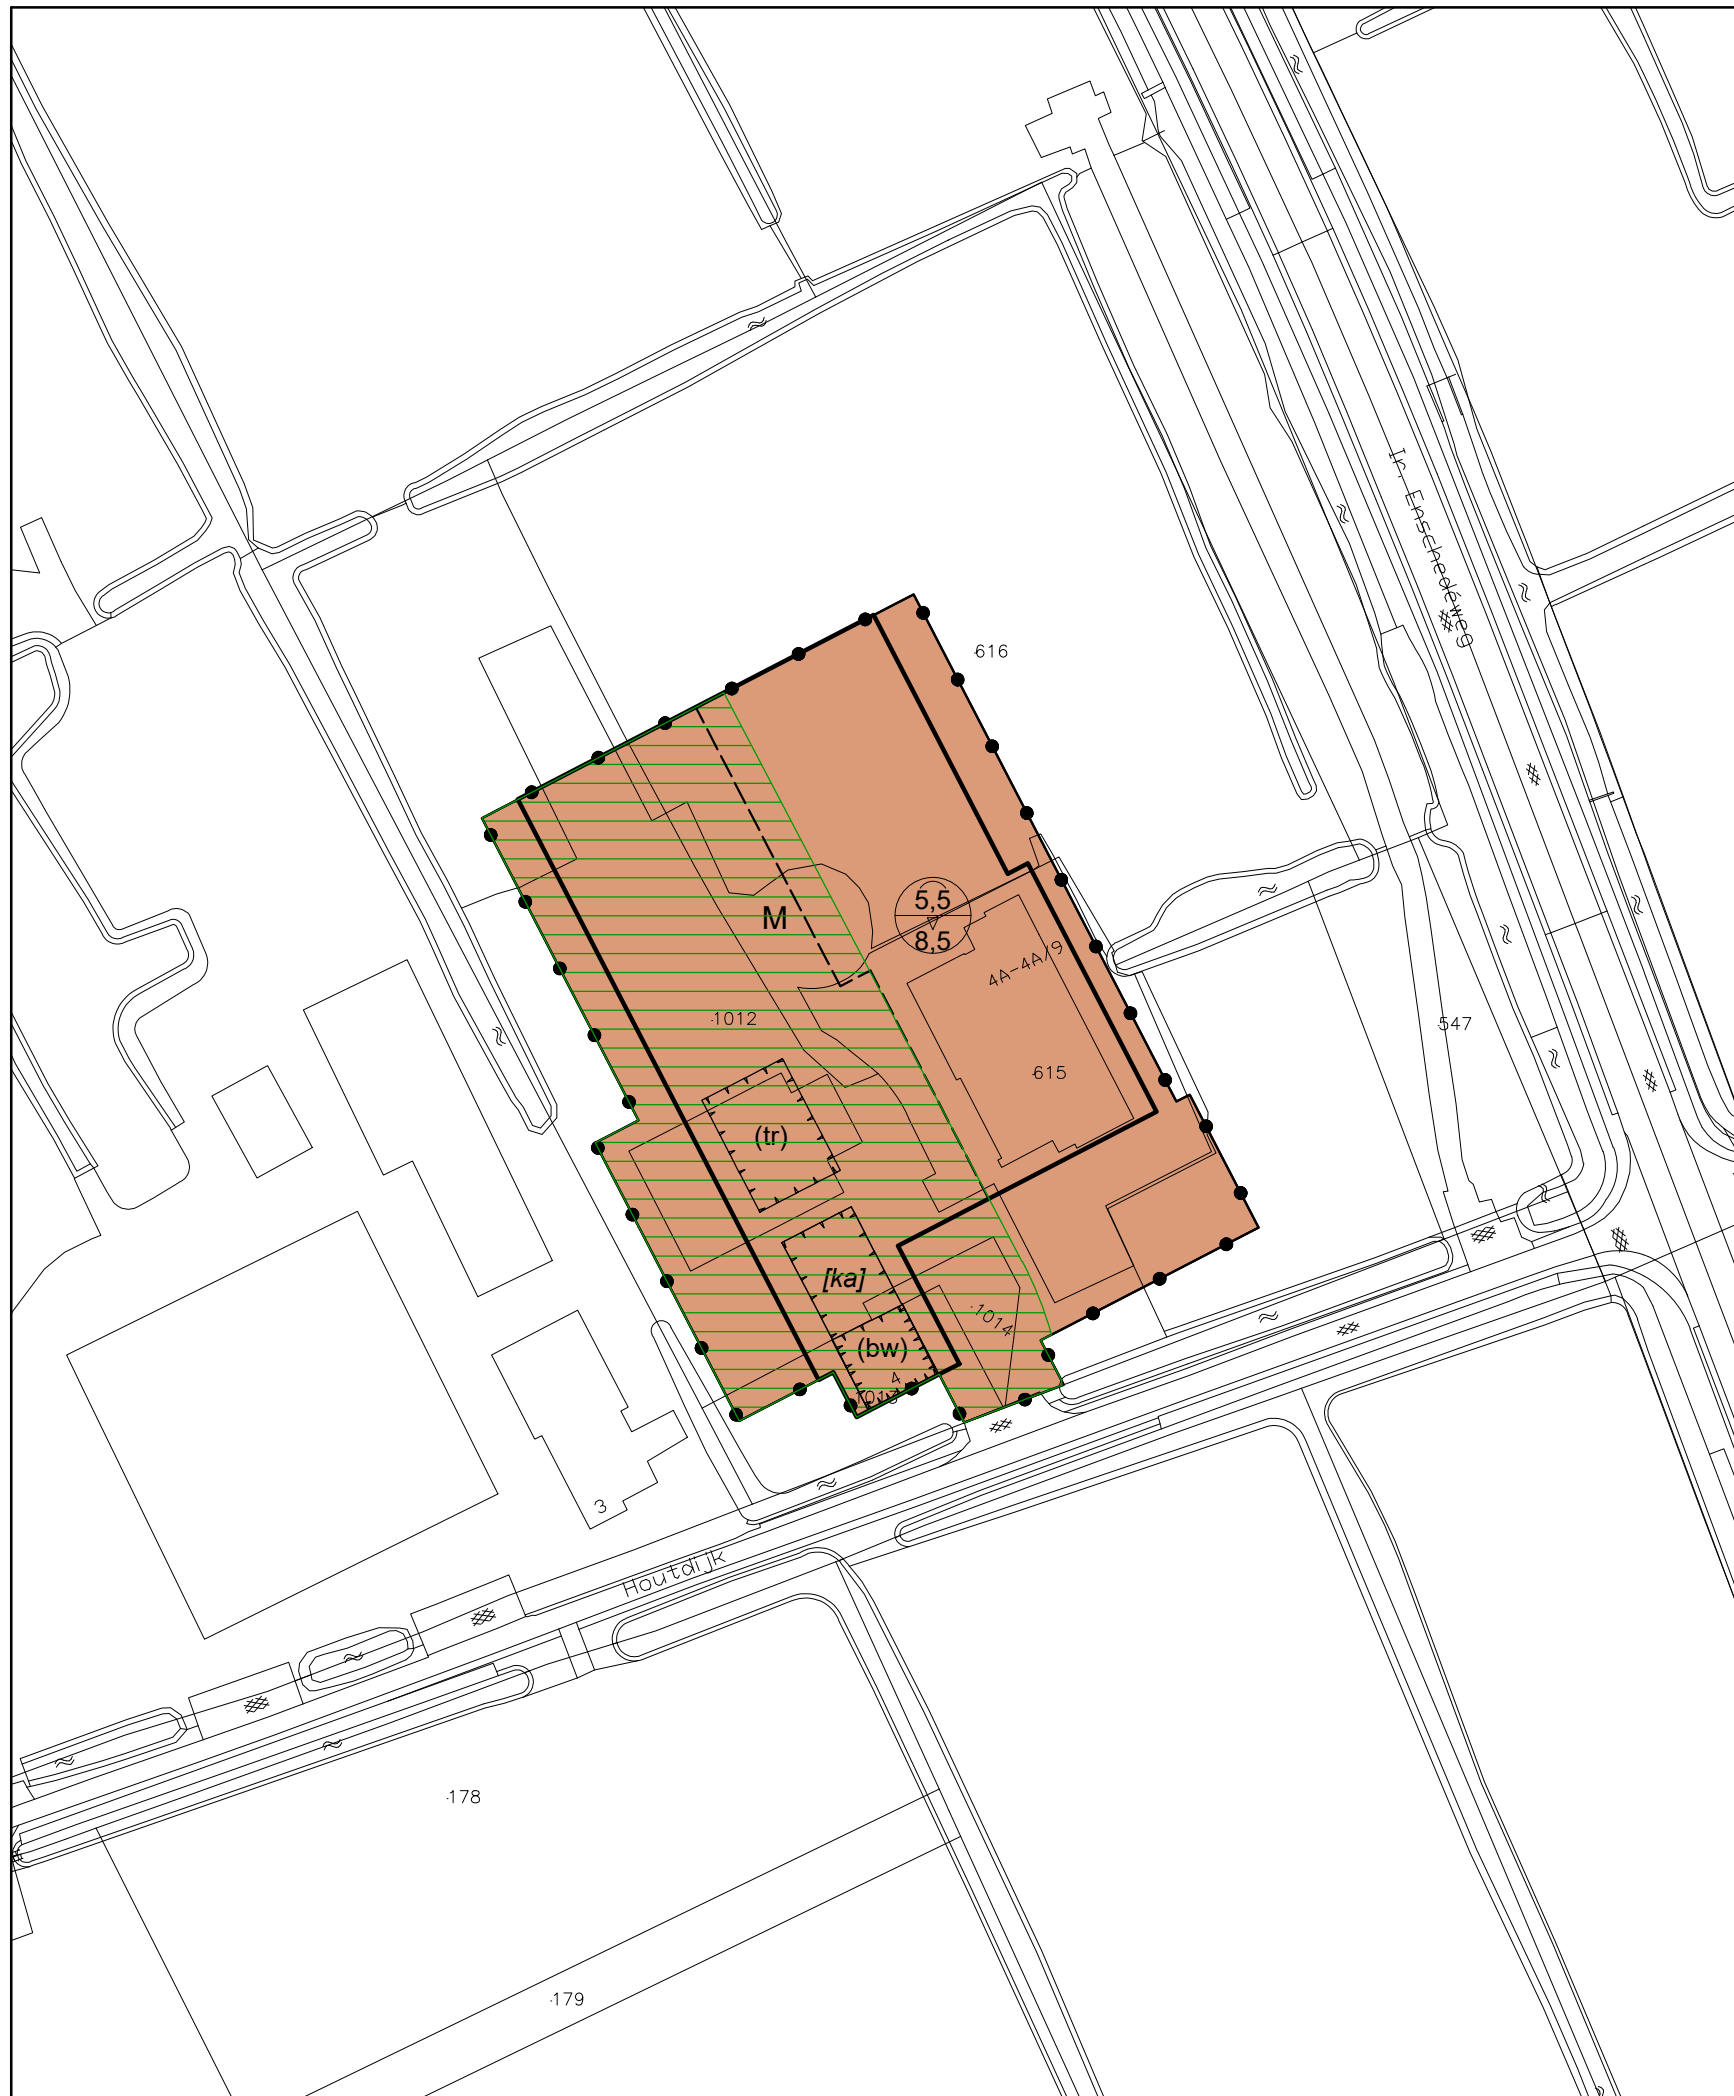 Ir. Enschedéweg
616
5,5
M
8,5
4A-4A/9
1012
547
615
(tr)
[ka]
1014
(bw)
4
1013
3
Houtdijk
178
179